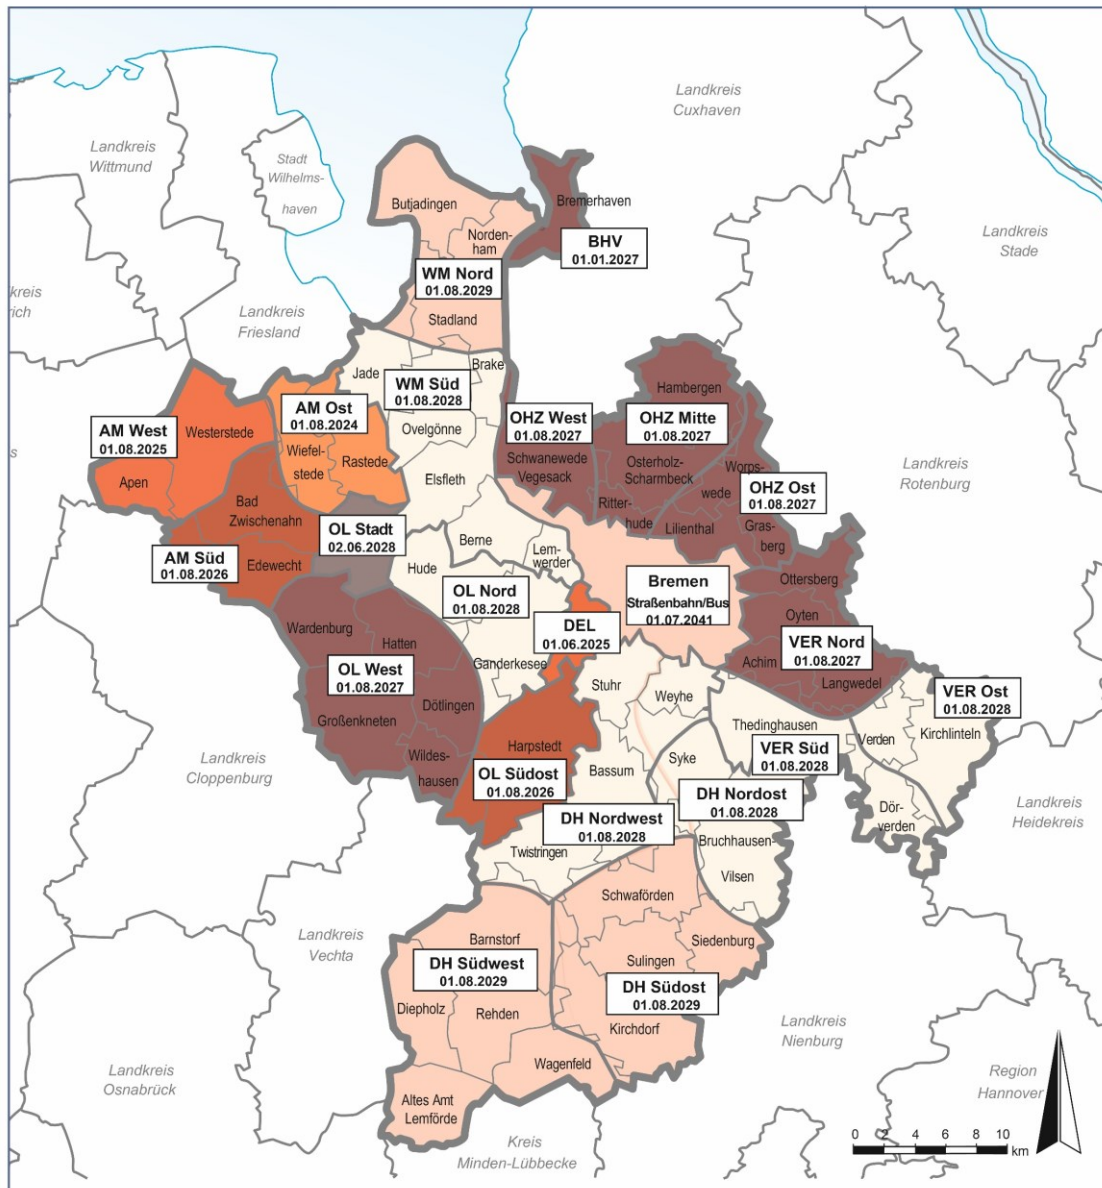 Landkreis
Cuxhaven
Landkreis
Wittmund
Stadt
Wilhelms-
haven
Butjadingen
Bremerhaven
Norden-
ham
BHV
01.01.2027
Landkreis
Stade
WM Nord
01.08.2029
kreis
rich
Landkreis
Friesland
Stadland
Jade
Brake
WM Süd
01.08.2028
Hambergen
AM West
01.08.2025
Westerstede
AM Ost
01.08.2024
Ovelgönne
OHZ West
01.08.2027
OHZ Mitte
01.08.2027
Wiefel-
stede
Rastede
Schwanewede
Vegesack
Osterholz-
Scharmbeck
Worps-
wede
Landkreis
Rotenburg
Apen
Elsfleth
OHZ Ost
01.08.2027
Bad
Zwischenahn
Ritter-
hude
Lilienthal
Gras-
berg
OL Stadt
02.06.2028
Berne
Lem-
werder
AM Süd
01.08.2026
Edewecht
Hude
OL Nord
01.08.2028
Bremen
Straßenbahn/Bus
01.07.2041
Ottersberg
Oyten
DEL
01.06.2025
Wardenburg
Hatten
VER Nord
01.08.2027
Achim
Langwedel
OL West
01.08.2027
Ganderkesee
Stuhr
Weyhe
VER Ost
01.08.2028
Großenkneten
Dötlingen
Thedinghausen
Verden
Kirchlinteln
Wildes-
hausen
Harpstedt
Bassum
Syke
VER Süd
01.08.2028
Landkreis
Cloppenburg
OL Südost
01.08.2026
DH Nordost
01.08.2028
Dör-
verden
Landkreis
Heidekreis
DH Nordwest
01.08.2028
Twistringen
Bruchhausen-
Vilsen
Schwaförden
Landkreis
Vechta
Barnstorf
Siedenburg
DH Südwest
01.08.2029
Sulingen
DH Südost
01.08.2029
Diepholz
Rehden
Kirchdorf
Landkreis
Nienburg
Wagenfeld
Landkreis
Osnabrück
Region
Hannover
Altes Amt
Lemförde
Kreis
Minden-Lübbecke
0 2 4 6 8 10
km